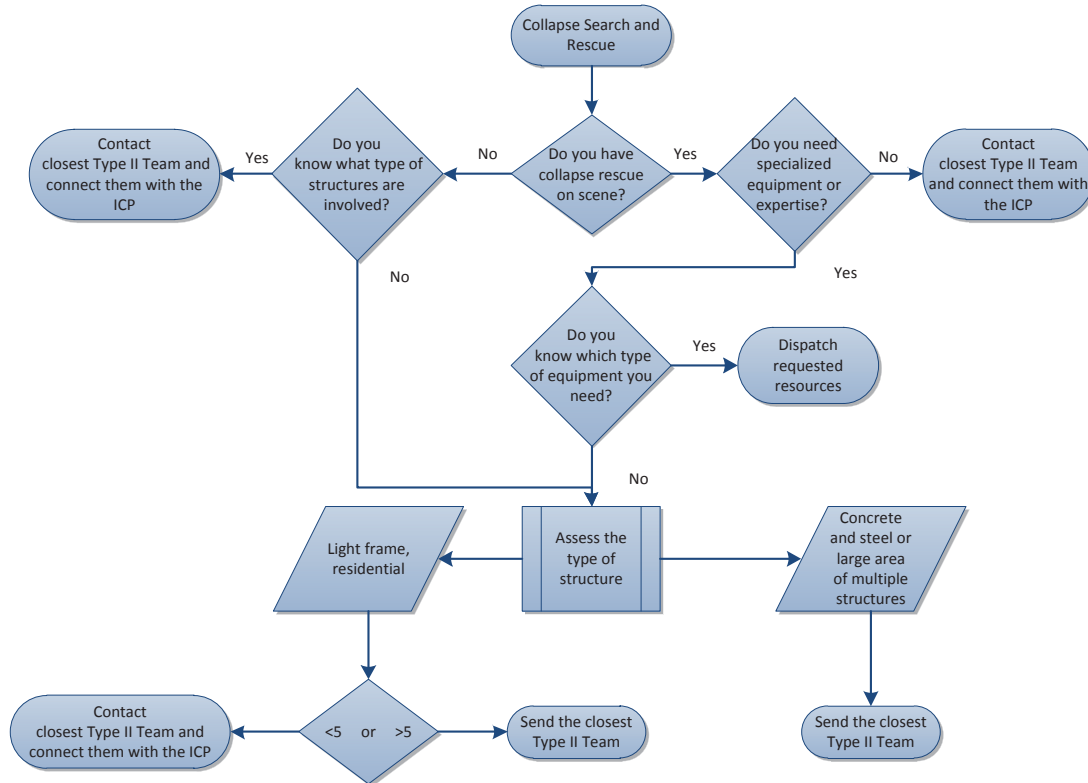 Collapse Search and
Rescue
Contact
closest Type II Team and
connect them with the
ICP
Yes
Do you
know what type of
structures are
involved?
No
Do you have
collapse rescue
on scene?
Yes
Do you need
specialized
equipment or
expertise?
No
Contact
closest Type II Team
and connect them with
the ICP
No
Yes
Do you
know which type
of equipment you
need?
Yes
Dispatch
requested
resources
No
Light frame,
residential
Assess the
type of
structure
Concrete
and steel or
large area
of multiple
structures
Contact
closest Type II Team and
connect them with the ICP
<5 or >5
Send the closest
Type II Team
Send the closest
Type II Team